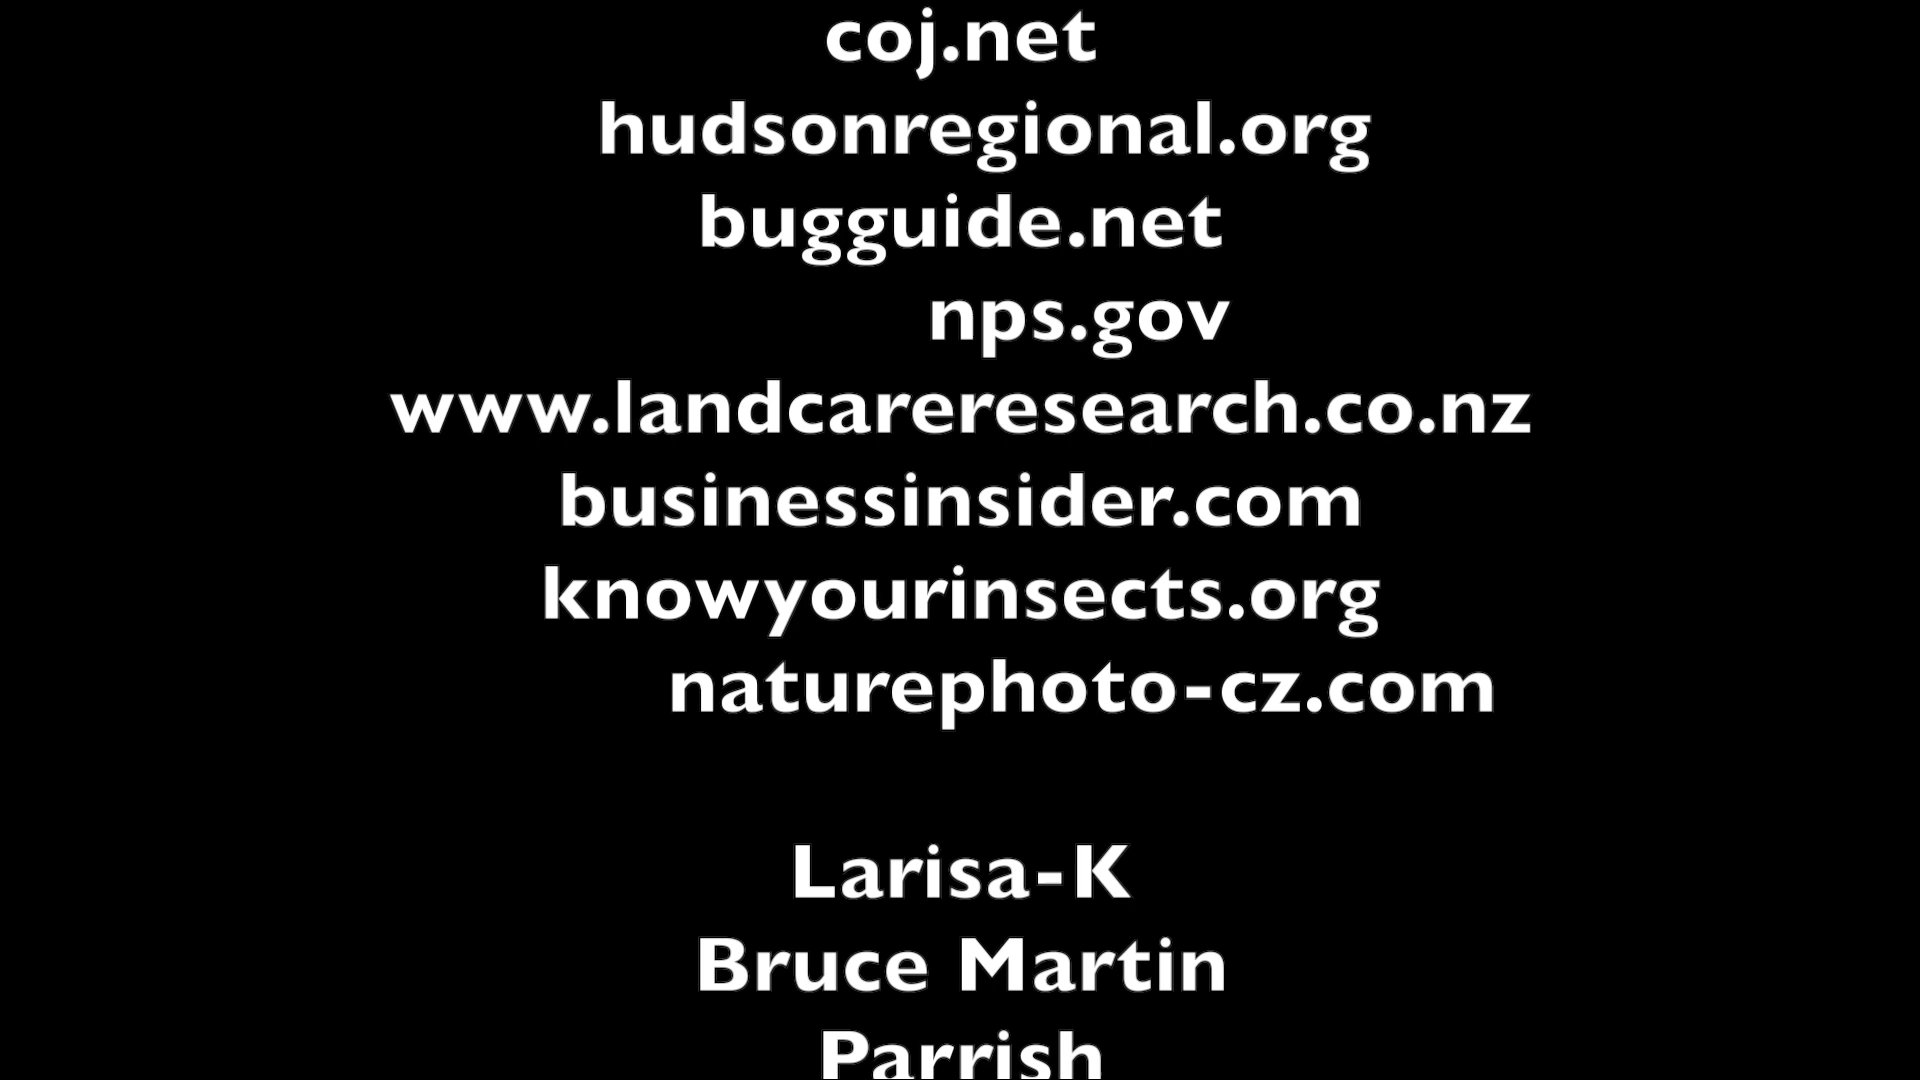 coj.net
hudsonregional.org
bugguide.net
nps.gov
www.landcareresearch.co.nz
businessinsider.com
knowyourinsects.org
naturephoto-cz.com
Larisa-K
Bruce Martin
Parrish